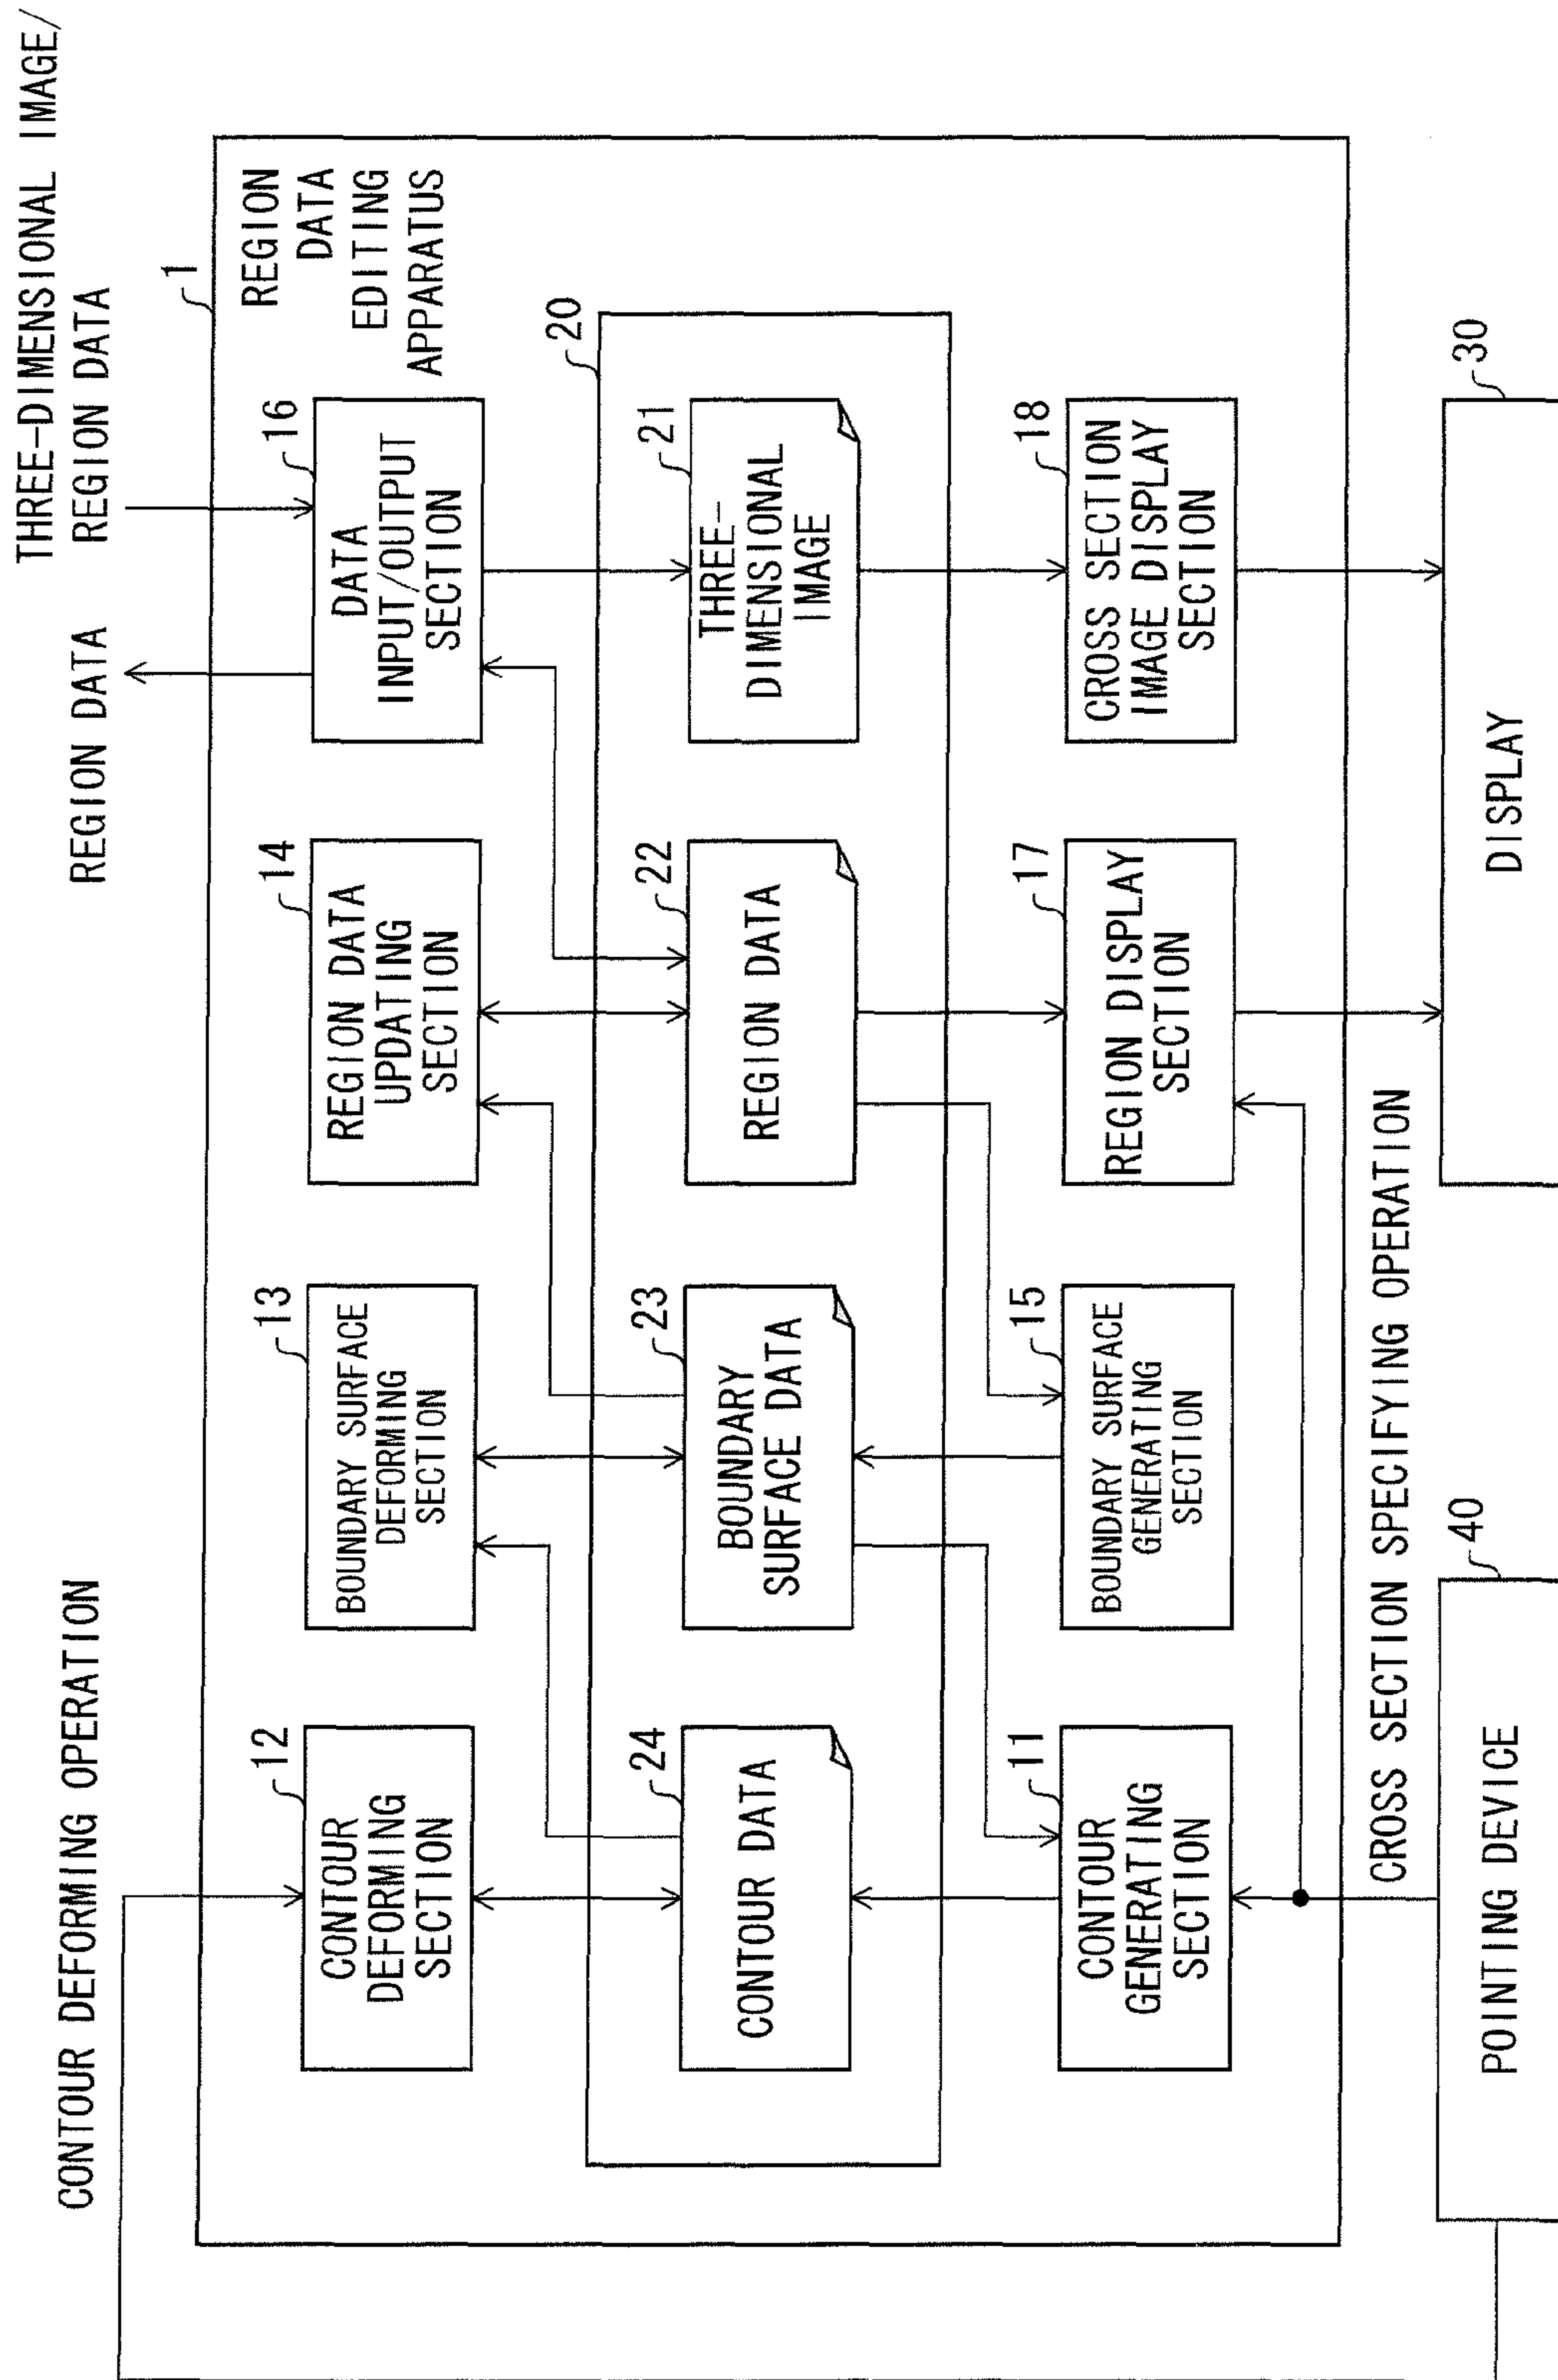 CONTOUR DEFORMING OPERATION
REGION DATA
THREE-DIMENSIONAL IMAGE/
REGION DATA
1
REGION
DATA
EDITING
APPARATUS
12
CONTOUR
DEFORMING
SECTION
13
BOUNDARY SURFACE
DEFORMING
SECTION
14
REGION DATA
UPDATING
SECTION
16
DATA
INPUT/OUTPUT
SECTION
20
24
CONTOUR DATA
23
BOUNDARY
SURFACE DATA
22
REGION DATA
21
THREE-
DIMENSIONAL
IMAGE
11
CONTOUR
GENERATING
SECTION
15
BOUNDARY SURFACE
GENERATING
SECTION
17
REGION DISPLAY
SECTION
18
CROSS SECTION
IMAGE DISPLAY
SECTION
CROSS SECTION SPECIFYING OPERATION
40
POINTING DEVICE
30
DISPLAY